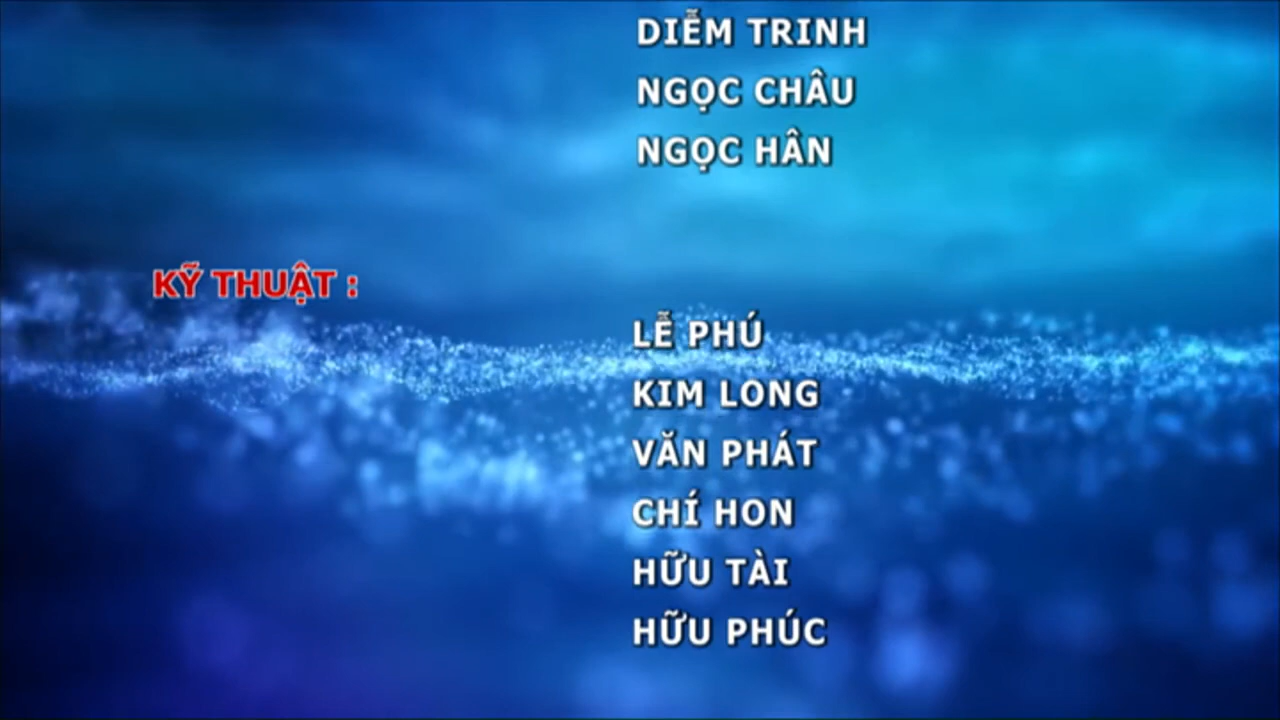 DIỄM TRINH
NGỌC CHÂU
NGỌC HÂN
KỸ THUẬT :
LỄ PHÚ
KIM LONG
VĂN PHÁT
CHÍ HON
HỮU TÀI
HỮU PHÚC